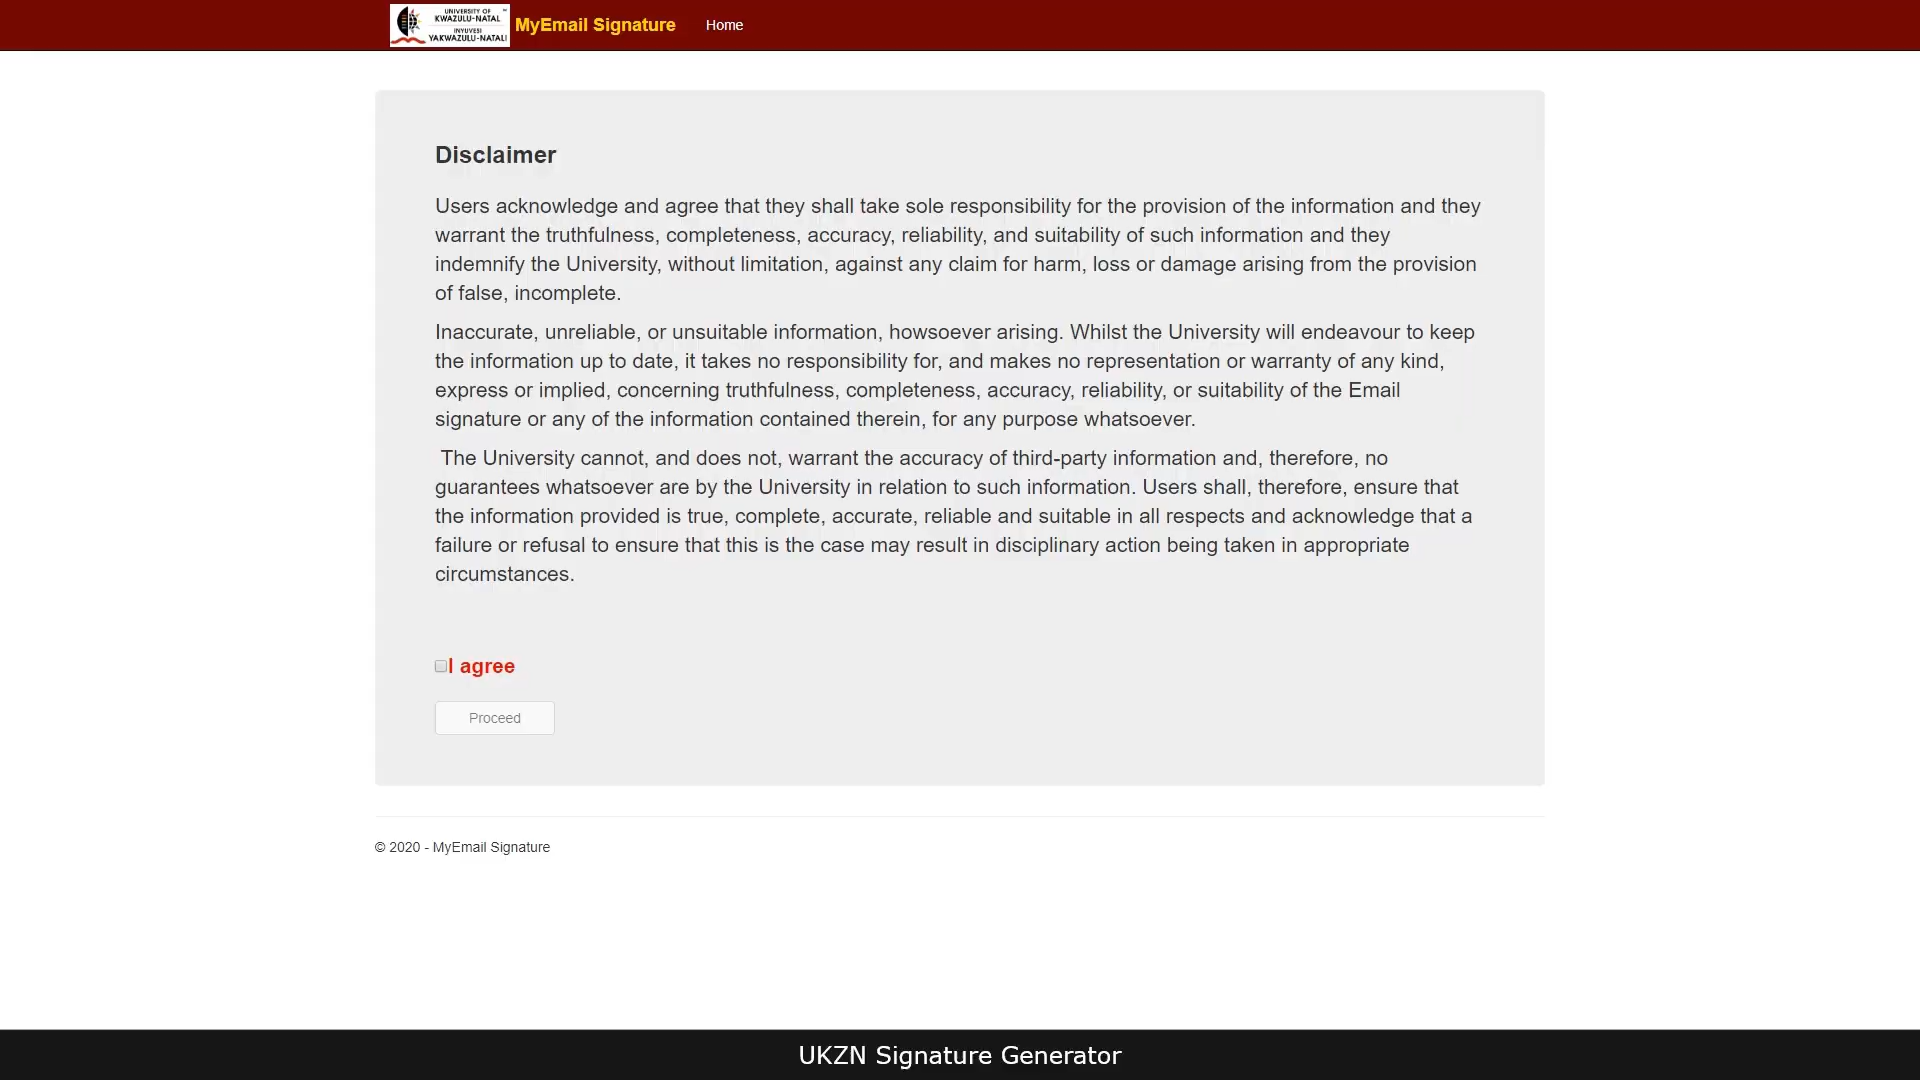 UNIVERSITY OF
KWAZULU-NATAL
INYUVESI
YAKWAZULU-NATALI
MyEmail Signature
Home
Disclaimer
Users acknowledge and agree that they shall take sole responsibility for the provision of the information and they
warrant the truthfulness, completeness, accuracy, reliability, and suitability of such information and they
indemnify the University, without limitation, against any claim for harm, loss or damage arising from the provision
of false, incomplete.
Inaccurate, unreliable, or unsuitable information, howsoever arising. Whilst the University will endeavour to keep
the information up to date, it takes no responsibility for, and makes no representation or warranty of any kind,
express or implied, concerning truthfulness, completeness, accuracy, reliability, or suitability of the Email
signature or any of the information contained therein, for any purpose whatsoever.
The University cannot, and does not, warrant the accuracy of third-party information and, therefore, no
guarantees whatsoever are by the University in relation to such information. Users shall, therefore, ensure that
the information provided is true, complete, accurate, reliable and suitable in all respects and acknowledge that a
failure or refusal to ensure that this is the case may result in disciplinary action being taken in appropriate
circumstances.
I agree
Proceed
© 2020 - MyEmail Signature
UKZN Signature Generator